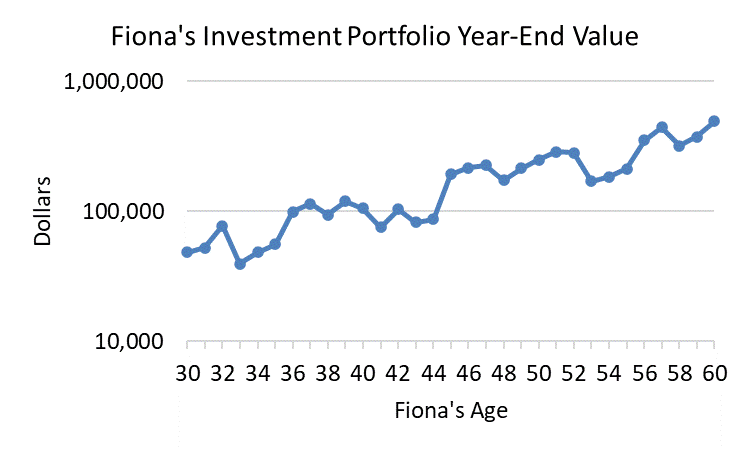 Fiona's Investment Portfolio Year-End Value
1,000,000
100,000
10,000
Dollars
30 32 34 36 38 40 42 44 46 48 50 52 54 56 58 60
Fiona's Age